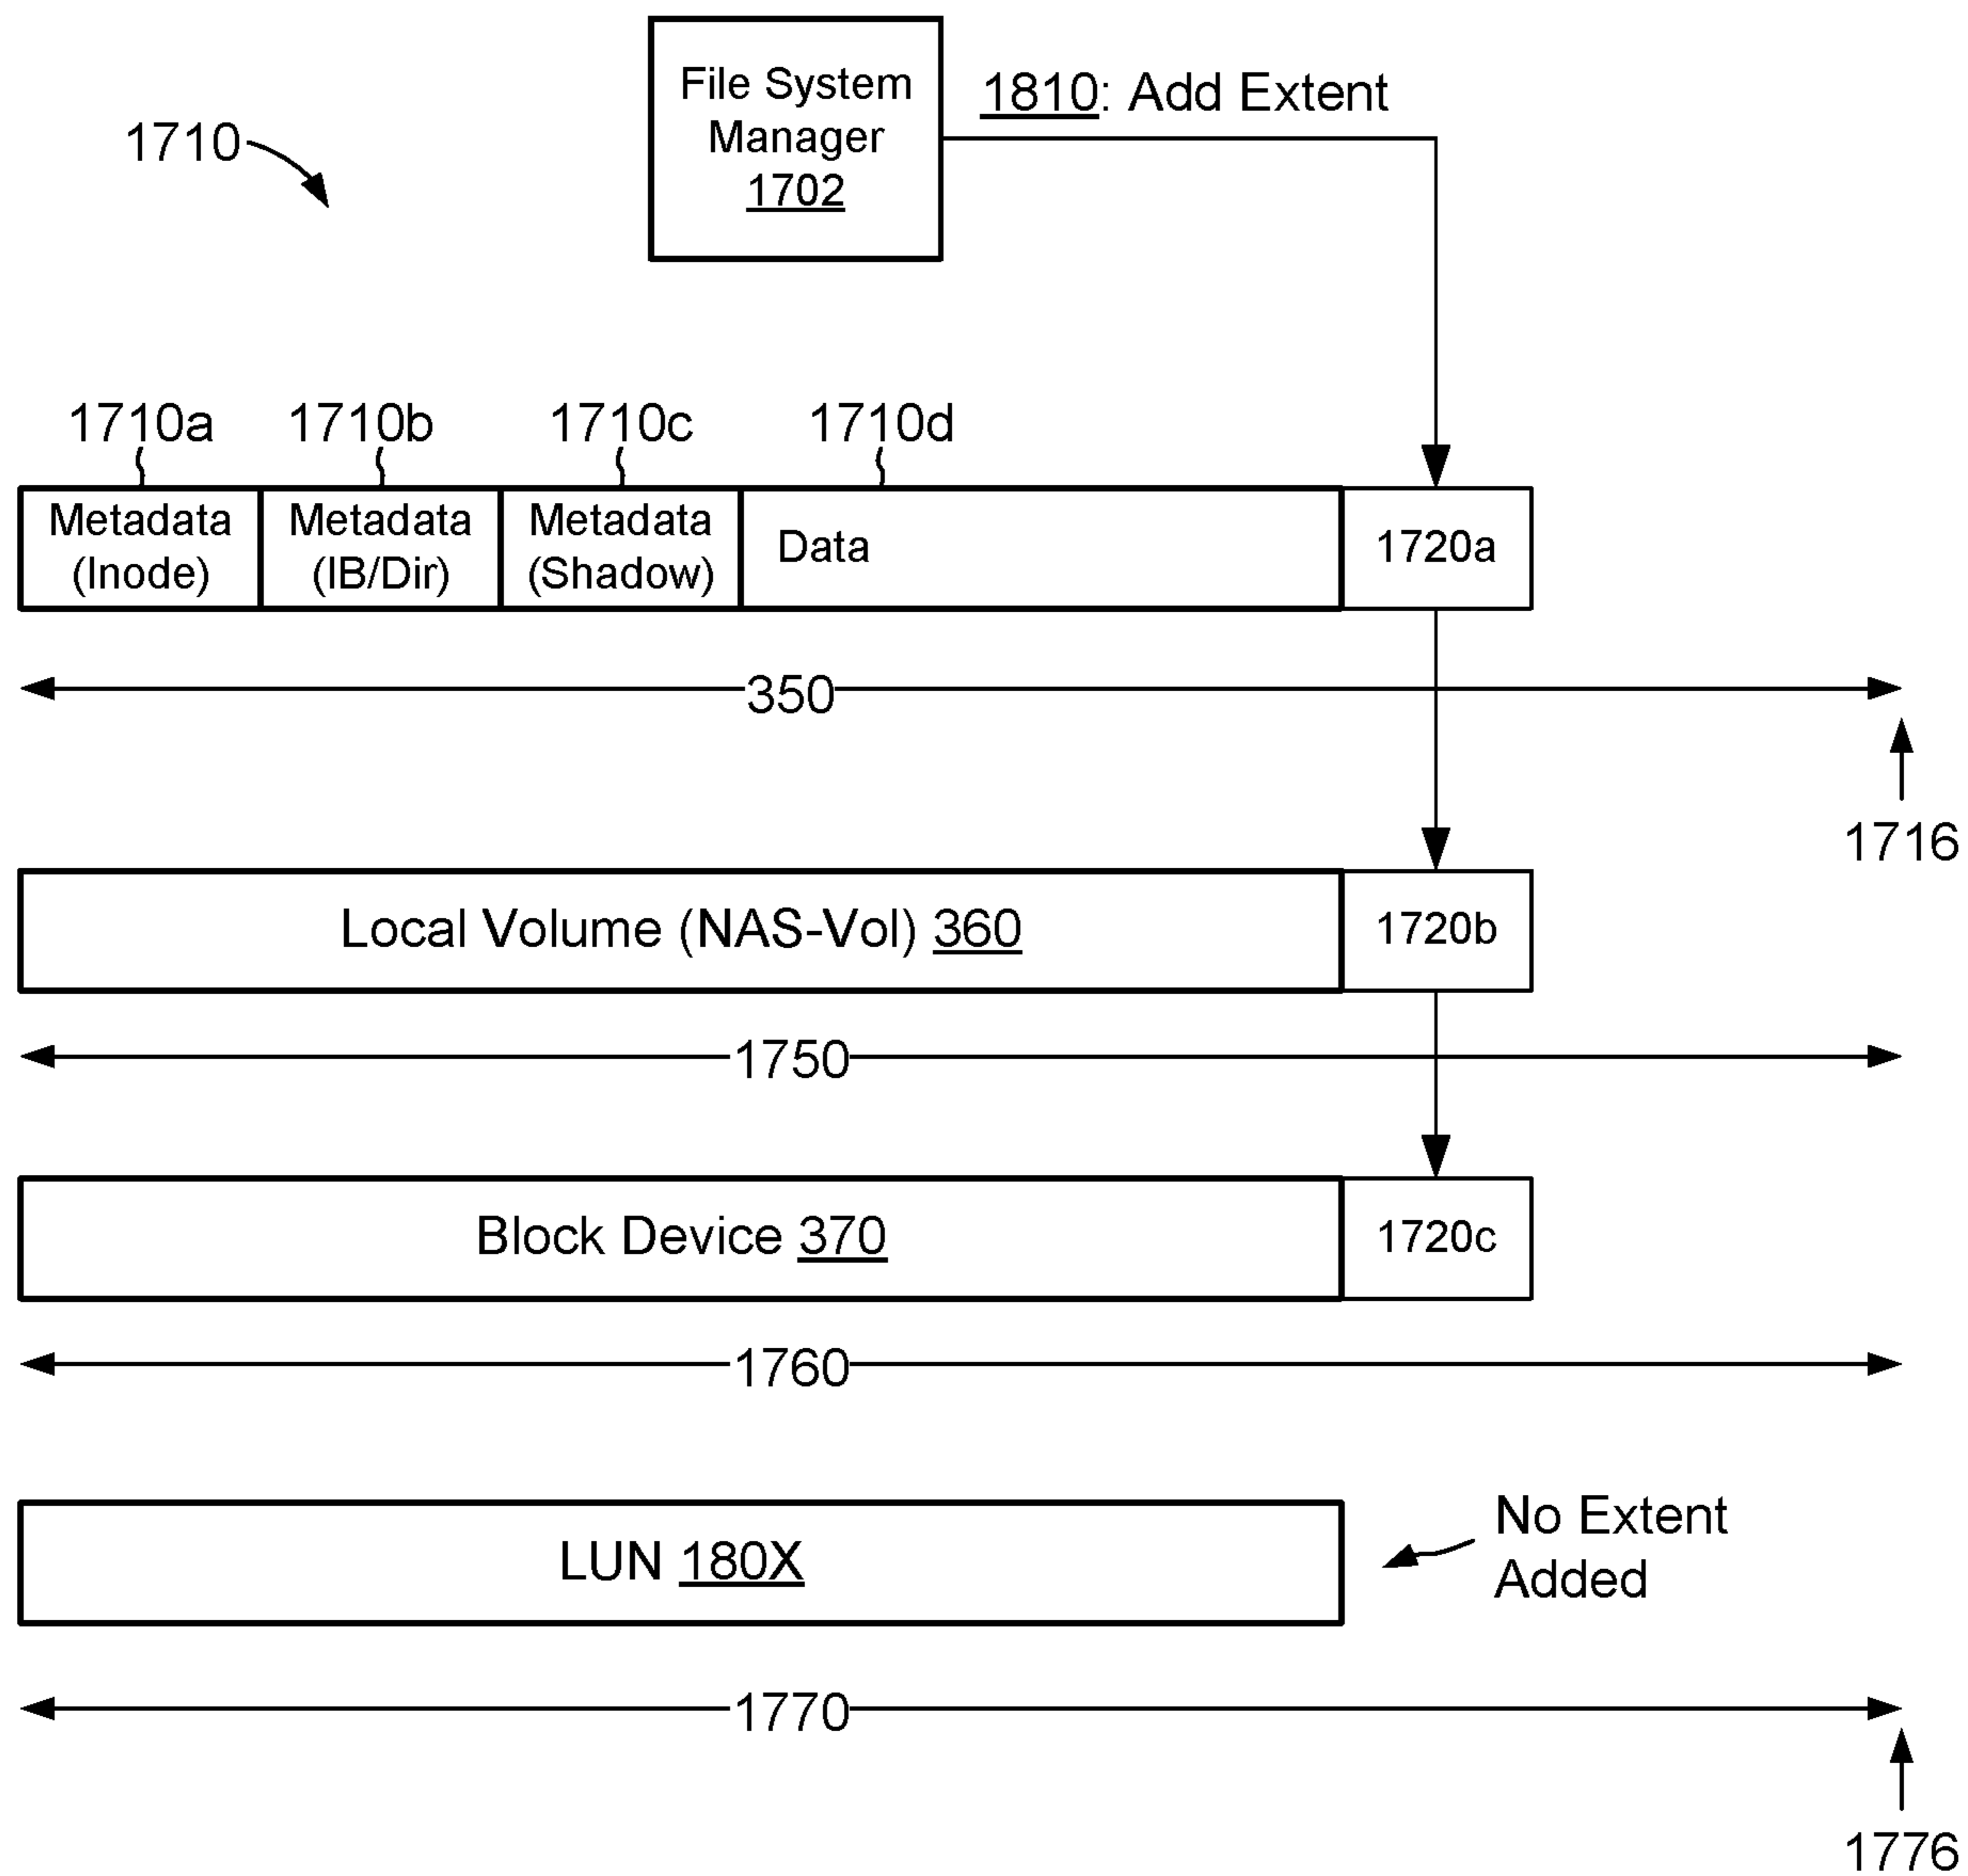 File System
Manager
1702
1810: Add Extent
1710
1710a
1710b
1710c
1710d
Metadata
(Inode)
Metadata
(IB/Dir)
Metadata
(Shadow)
Data
1720a
350
1716
Local Volume (NAS-Vol) 360
1720b
1750
Block Device 370
1720c
1760
LUN 180X
No Extent
Added
1770
1776